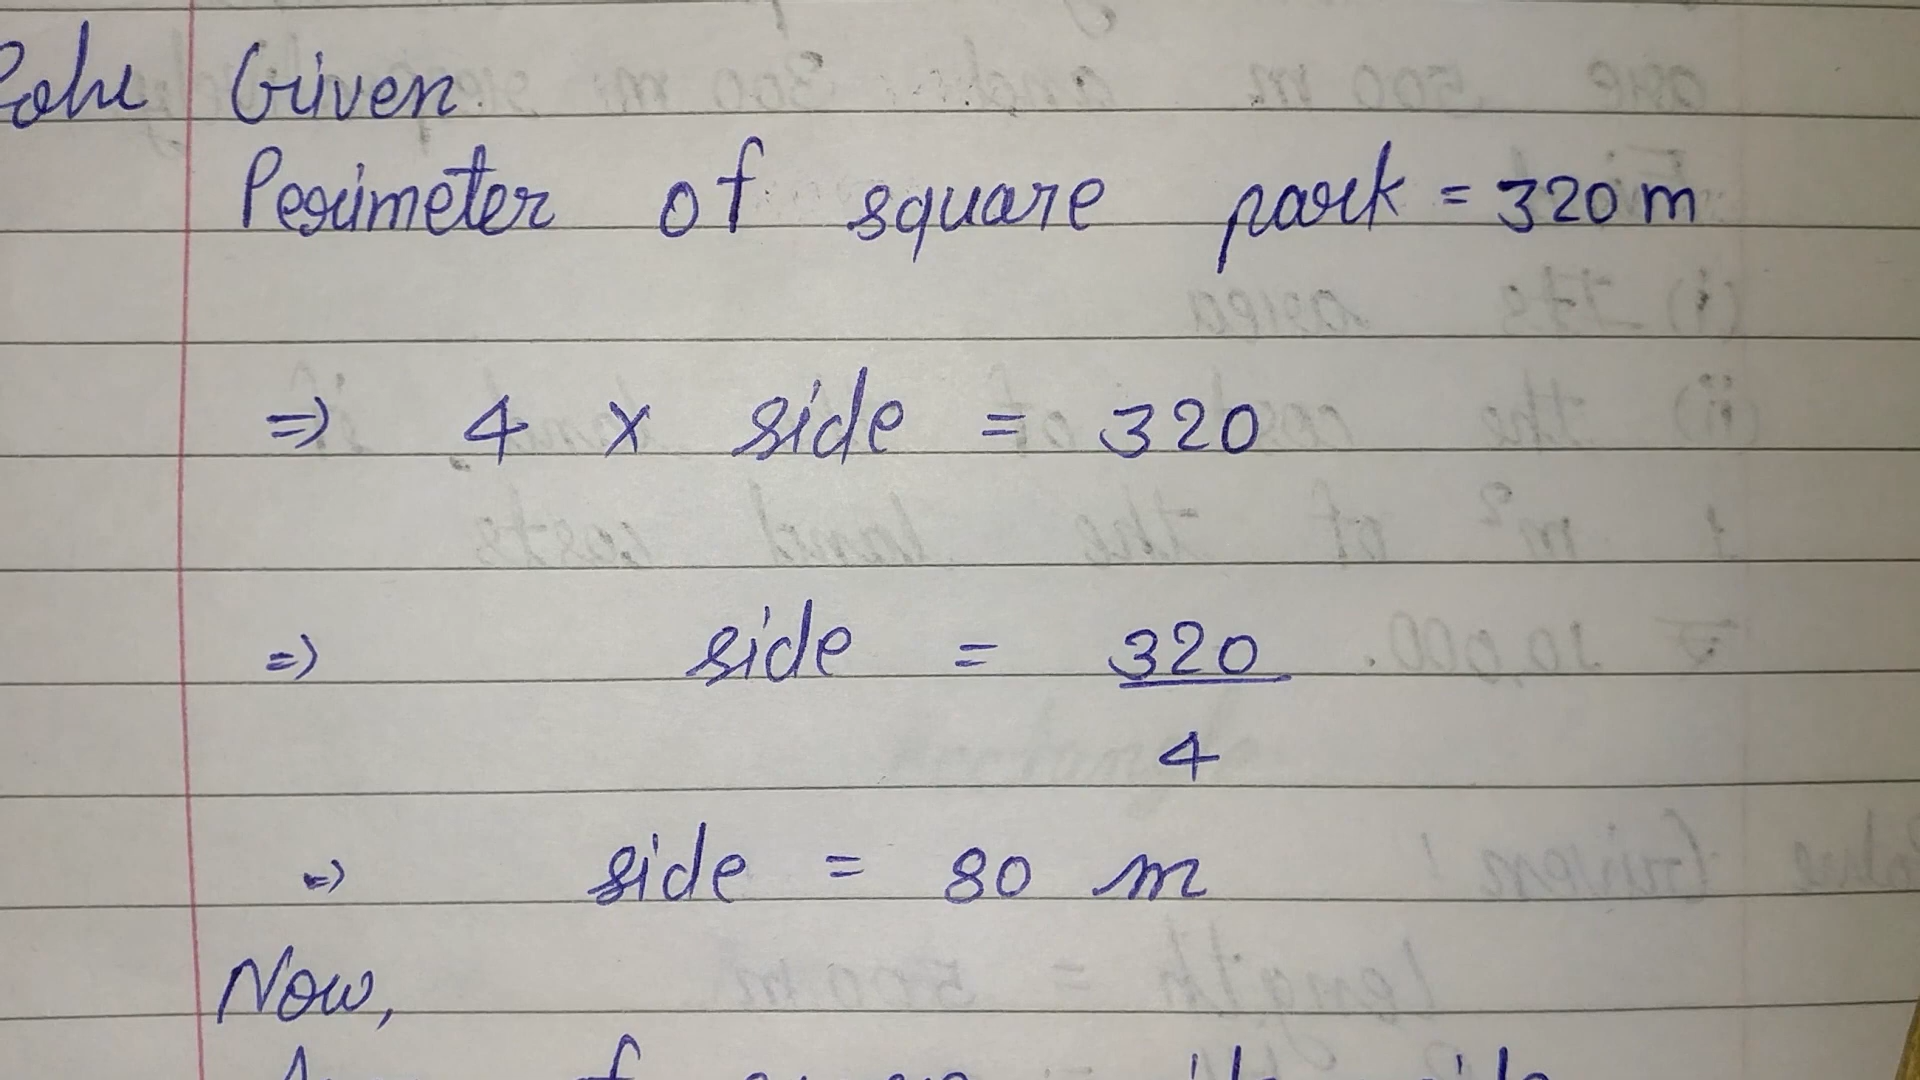 Soln Given
Perimeter of square park = 320 m
⇒ 4 × side = 320
⇒ side = 320
4
⇒ side = 80 m
Now,